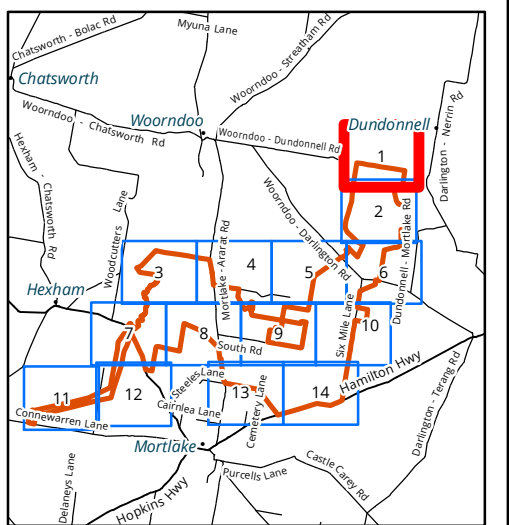 Chatsworth - Bolac Rd
Myuna Lane
Woorndoo - Streatham Rd
Chatsworth
Woorndoo - Chatsworth Rd
Woorndoo
Dundonnell
Woorndoo - Dundonnell Rd
Darlington - Nerrin Rd
Hexham - Chatsworth Rd
1
Woodcutters Lane
Woorndoo - Darlington Rd
2
Mortlake - Ararat Rd
Dundonnell - Mortlake Rd
3
4
5
6
Hexham
Six Mile Lane
7
8
9
10
South Rd
Hamilton Hwy
Darlington - Terang Rd
Steeles Lane
11
12
13
14
Cairnlea Lane
Cemetery Lane
Connewarren Lane
Mortlake
Delaneys Lane
Purcells Lane
Castle Carey Rd
Hopkins Hwy